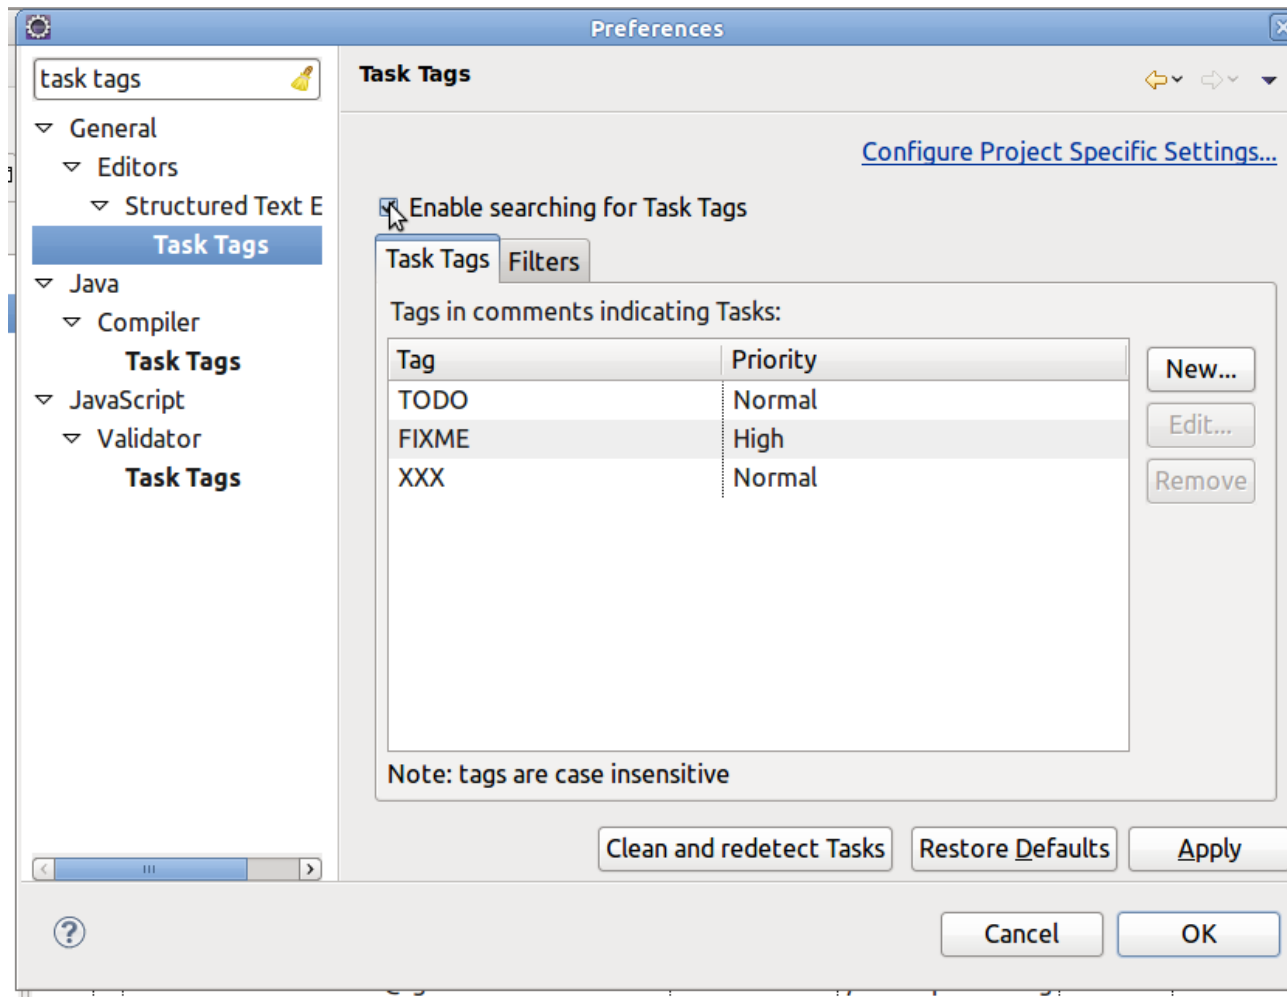 Preferences
task tags
General
Editors
Structured Text E
Task Tags
Java
Compiler
Task Tags
JavaScript
Validator
Task Tags
Task Tags
Configure Project Specific Settings...
Enable searching for Task Tags
Task Tags Filters
Tags in comments indicating Tasks:
Tag Priority
TODO Normal
FIXME High
XXX Normal
New...
Edit...
Remove
Note: tags are case insensitive
Clean and redetect Tasks Restore Defaults Apply
Cancel OK